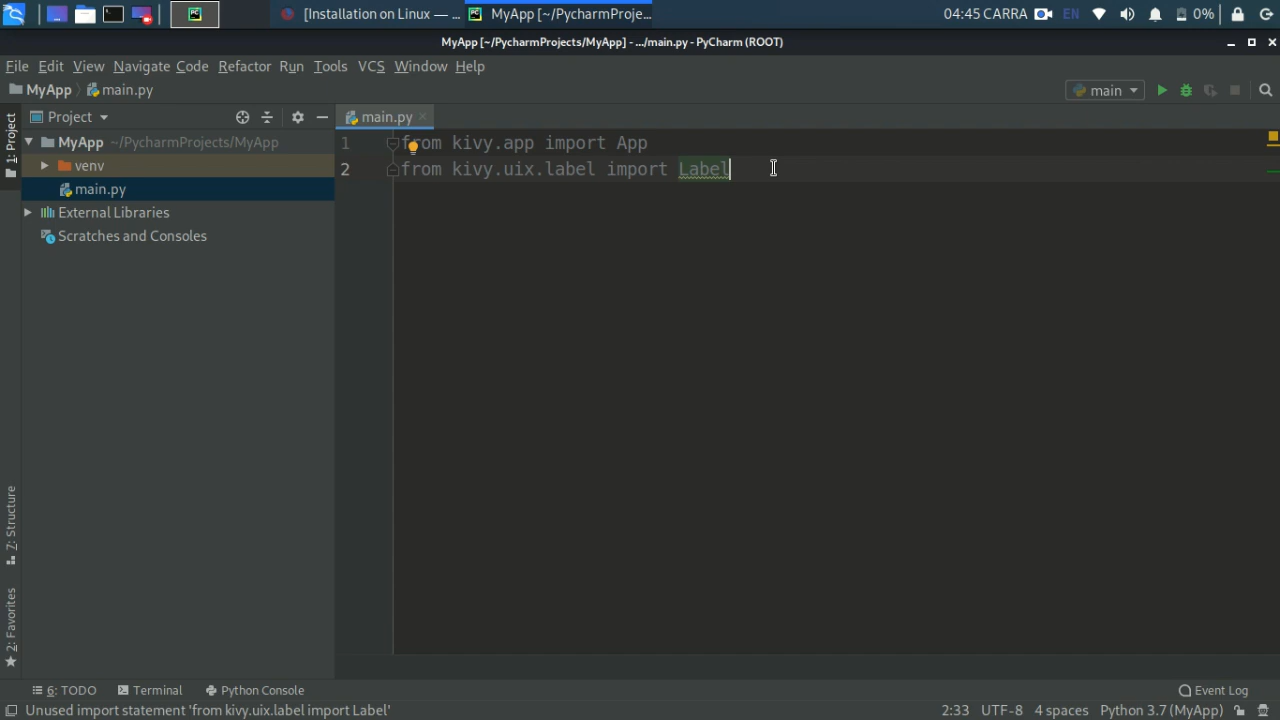 [Installation on Linux — ...
MyApp [~/PycharmProje...
04:45 CARRA
EN
0%
MyApp [~/PycharmProjects/MyApp] - .../main.py - PyCharm (ROOT)
File Edit View Navigate Code Refactor Run Tools VCS Window Help
MyApp main.py
main
Project
main.py
1: Project
MyApp ~/PycharmProjects/MyApp
venv
main.py
External Libraries
Scratches and Consoles
1 from kivy.app import App
2 from kivy.uix.label import Label
7: Structure
2: Favorites
6: TODO Terminal Python Console
Event Log
Unused import statement 'from kivy.uix.label import Label'
2:33 UTF-8 4 spaces Python 3.7 (MyApp)